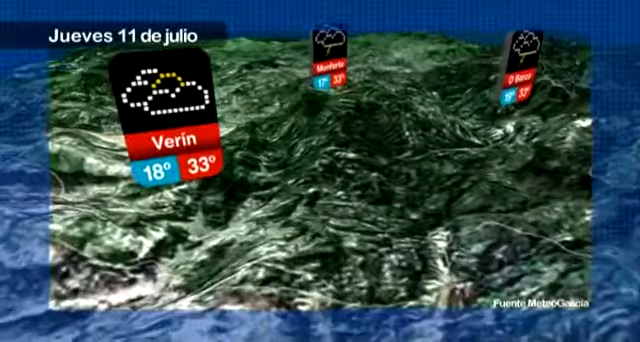 Jueves 11 de julio
Monforte
17º 33º
O Barco
19º 33º
Verín
18º 33º
Fuente MeteoGalicia